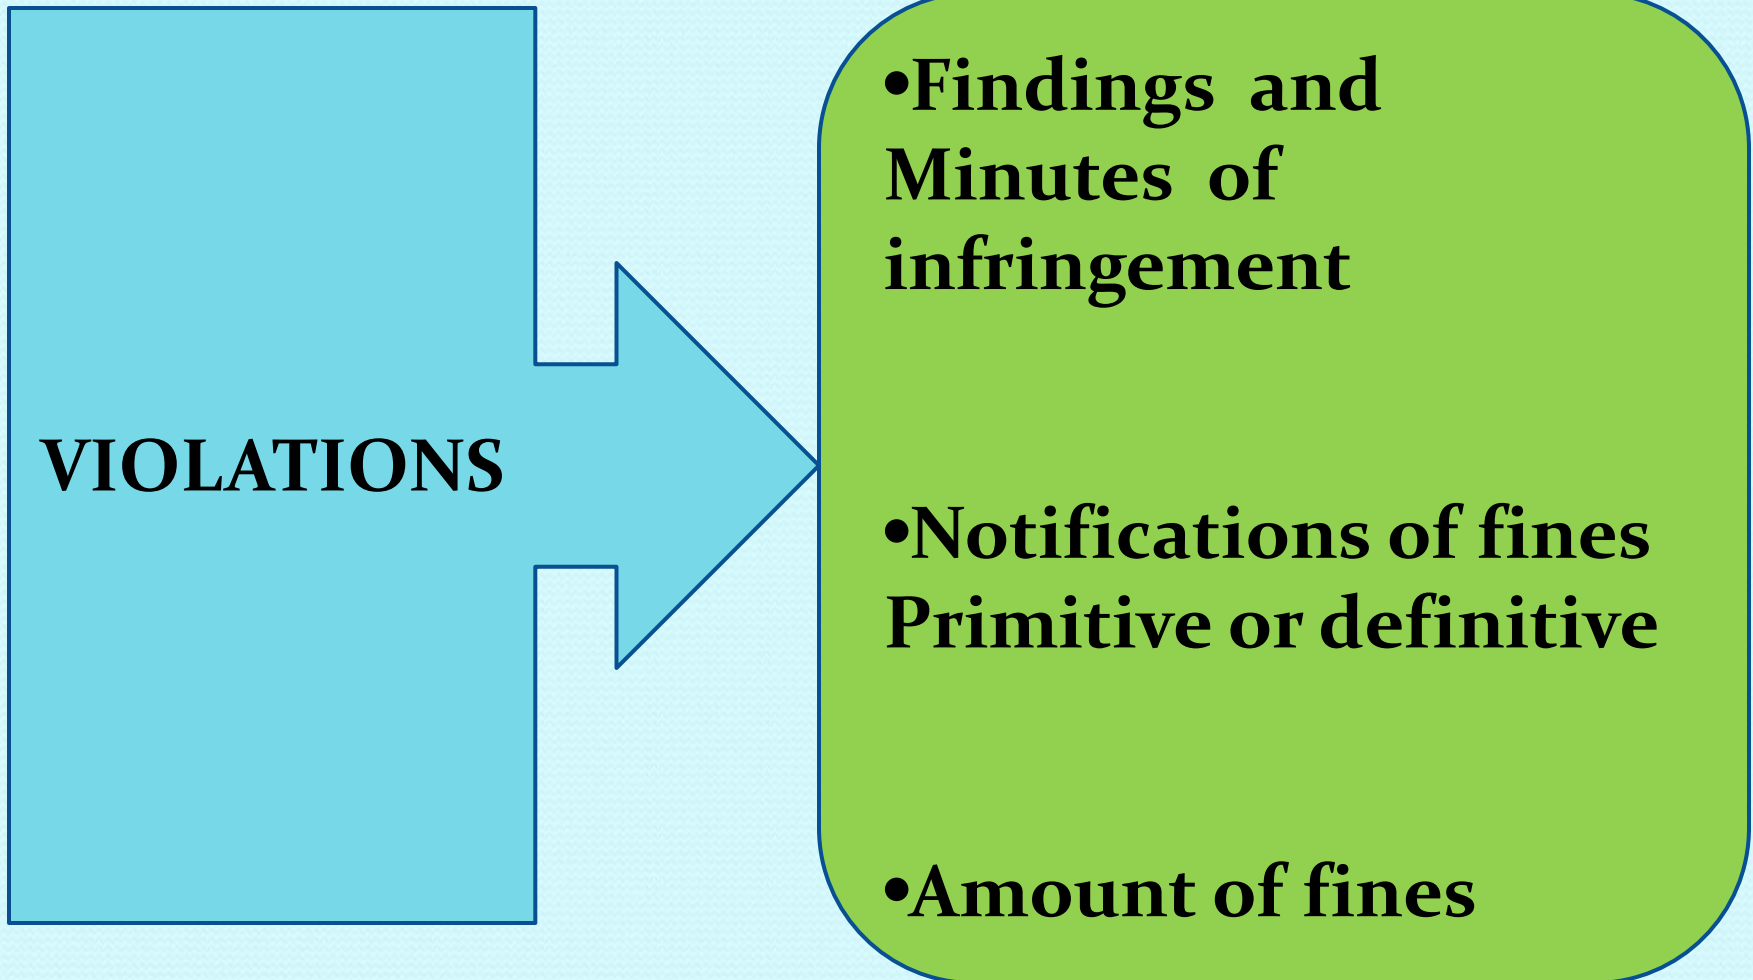 VIOLATIONS
•Findings and
Minutes of
infringement
•Notifications of fines
Primitive or definitive
•Amount of fines